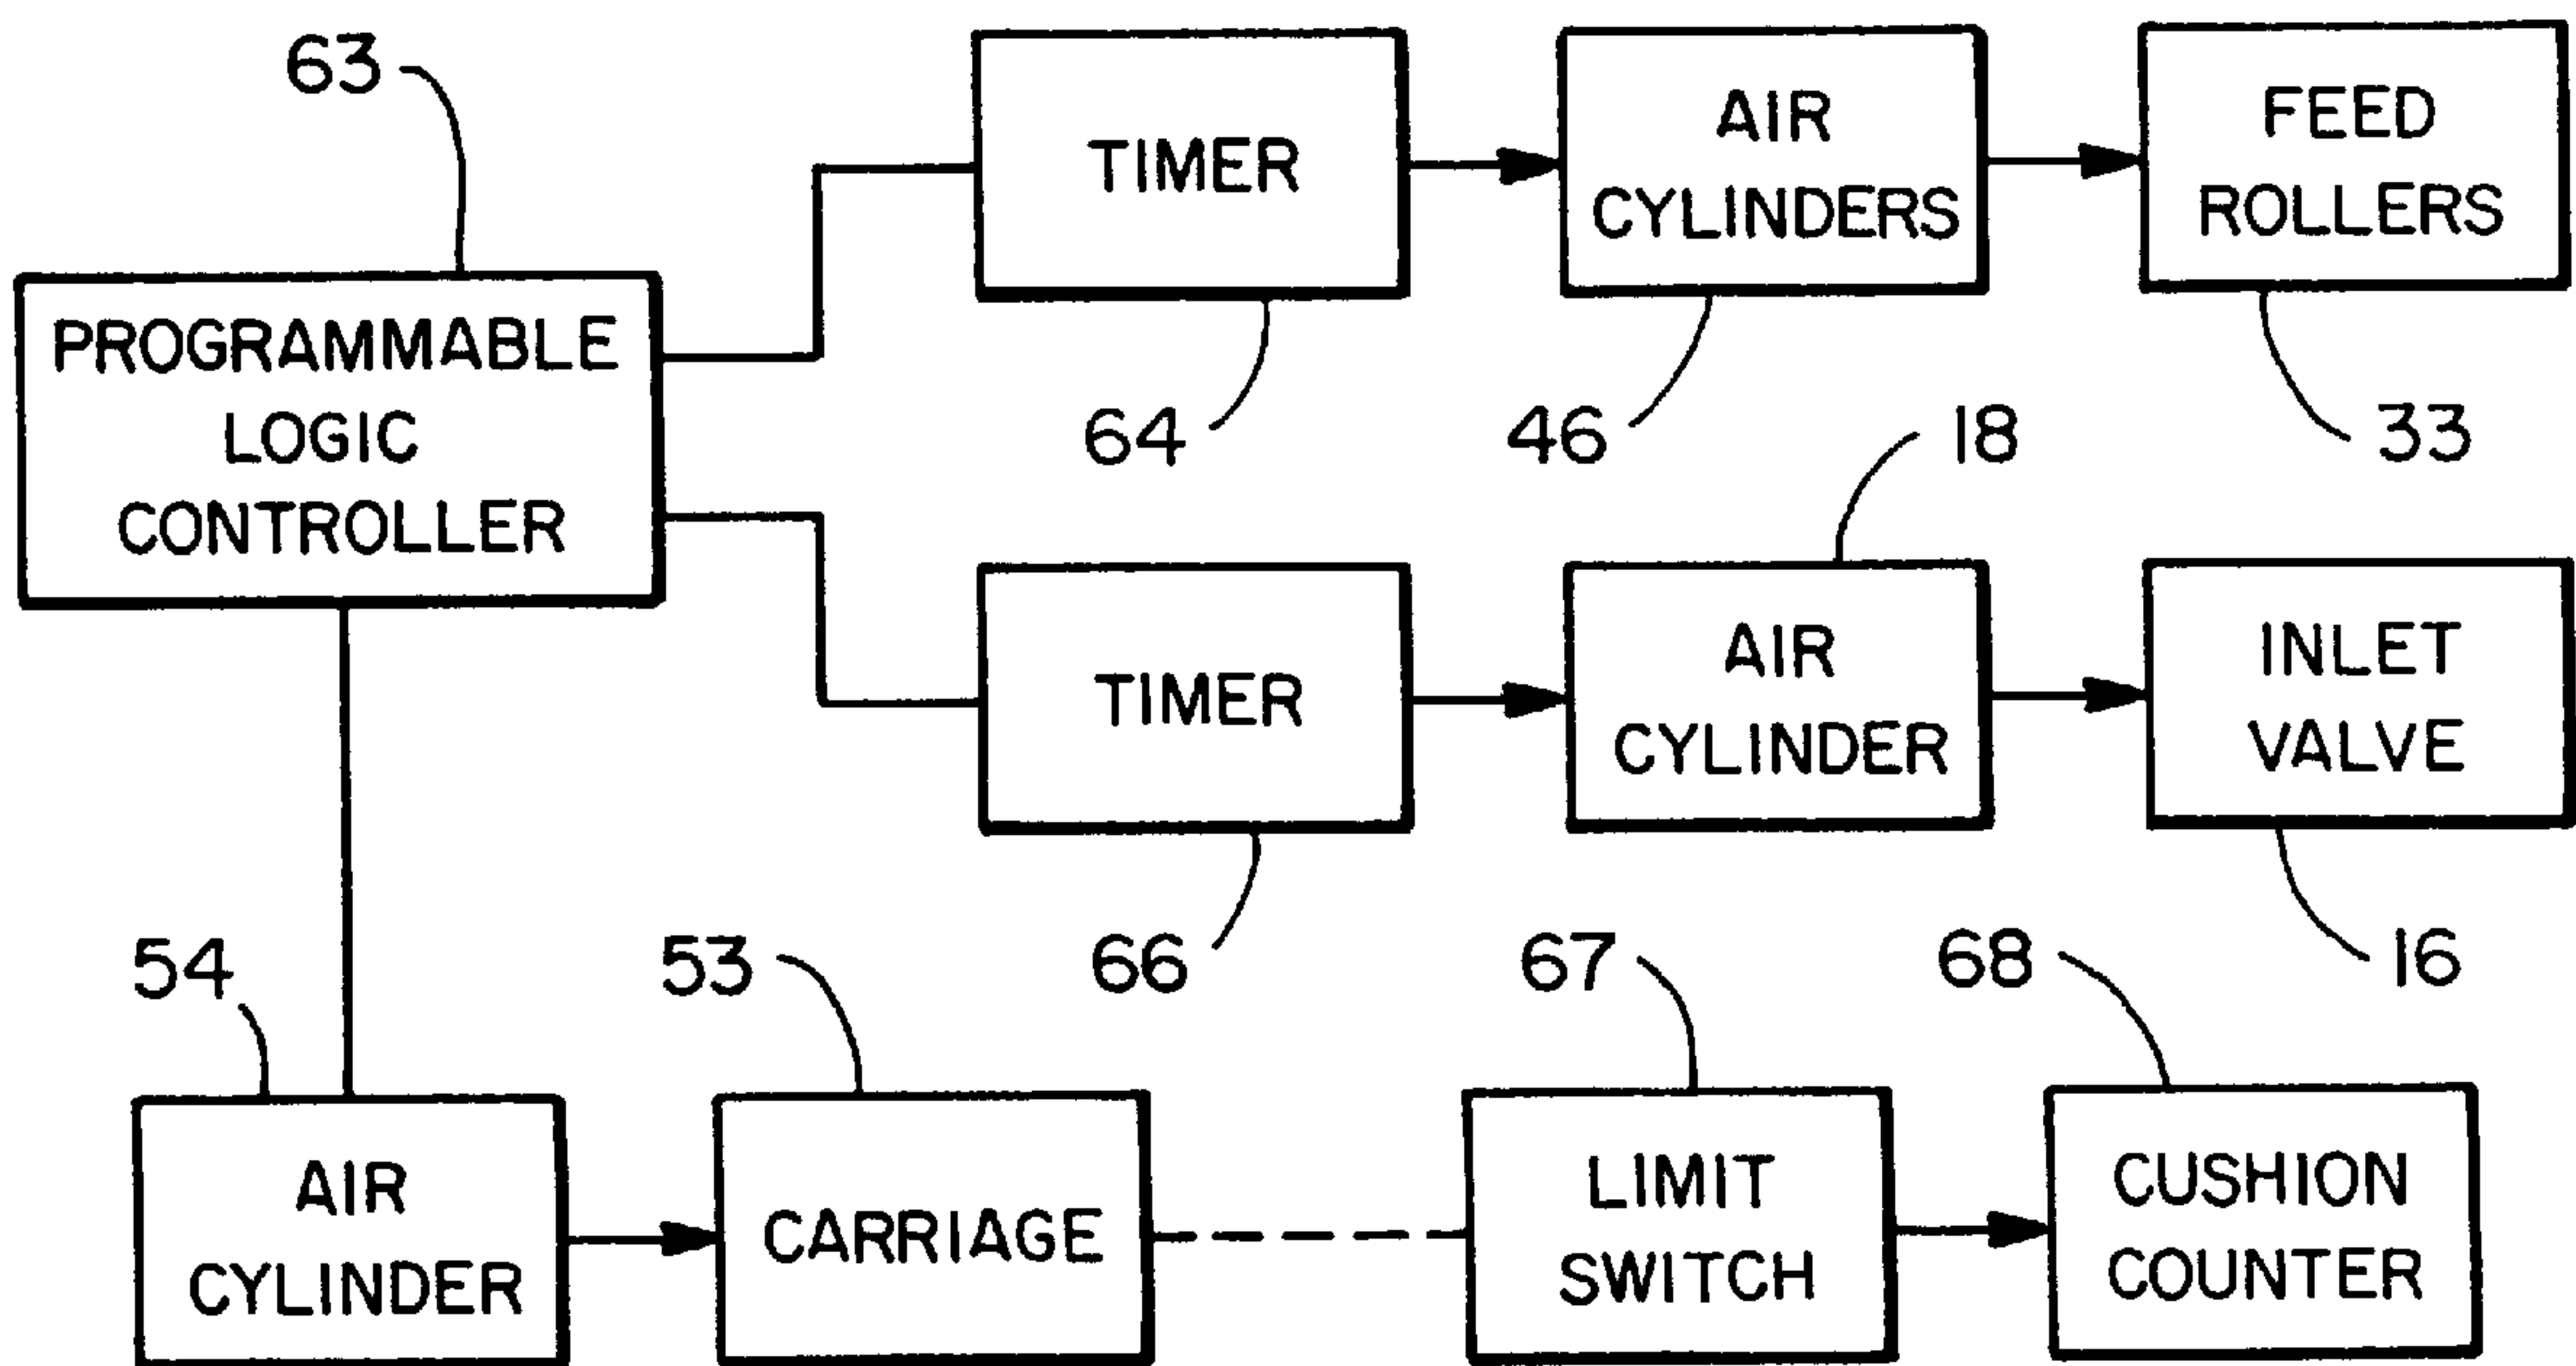 63
PROGRAMMABLE
LOGIC
CONTROLLER
TIMER
64
AIR
CYLINDERS
46
FEED
ROLLERS
33
TIMER
66
18
AIR
CYLINDER
INLET
VALVE
16
54
AIR
CYLINDER
53
CARRIAGE
67
LIMIT
SWITCH
68
CUSHION
COUNTER